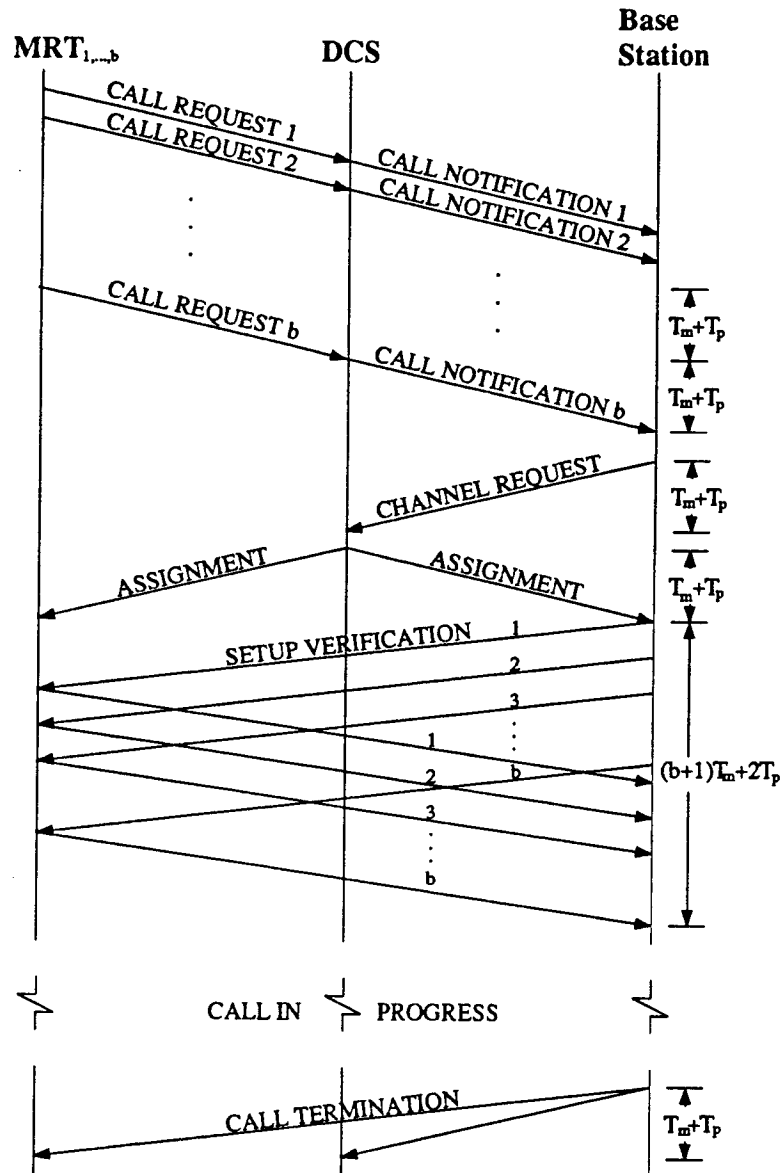 MRT1,...,b
DCS
Base
Station
CALL REQUEST 1
CALL REQUEST 2
CALL NOTIFICATION 1
CALL NOTIFICATION 2
CALL REQUEST b
Tm+Tp
CALL NOTIFICATION b
Tm+Tp
CHANNEL REQUEST
Tm+Tp
ASSIGNMENT
ASSIGNMENT
Tm+Tp
SETUP VERIFICATION
1
2
3
1
b
(b+1)Tm+2Tp
2
3
b
CALL IN
PROGRESS
CALL TERMINATION
Tm+Tp